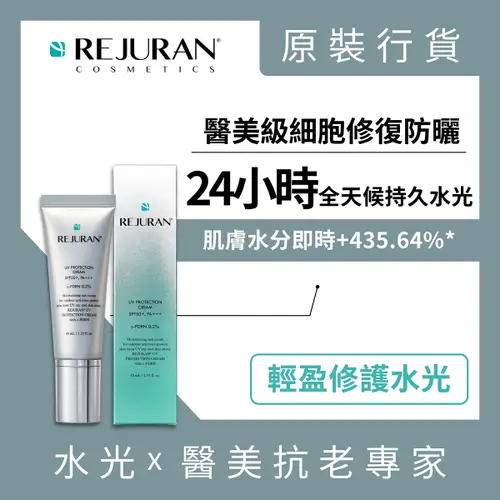 REJURAN®
COSMETICS
原裝行貨
醫美級細胞修復防曬
24小時全天候持久水光
肌膚水分即時+435.64%*
REJURAN®
UV PROTECTION
CREAM
SPF50+, PA+++
c-PDRN 0.2%
REJURAN®
UV PROTECTION
CREAM
SPF50+, PA+++
c-PDRN 0.2%
輕盈修護水光
水光x醫美抗老專家